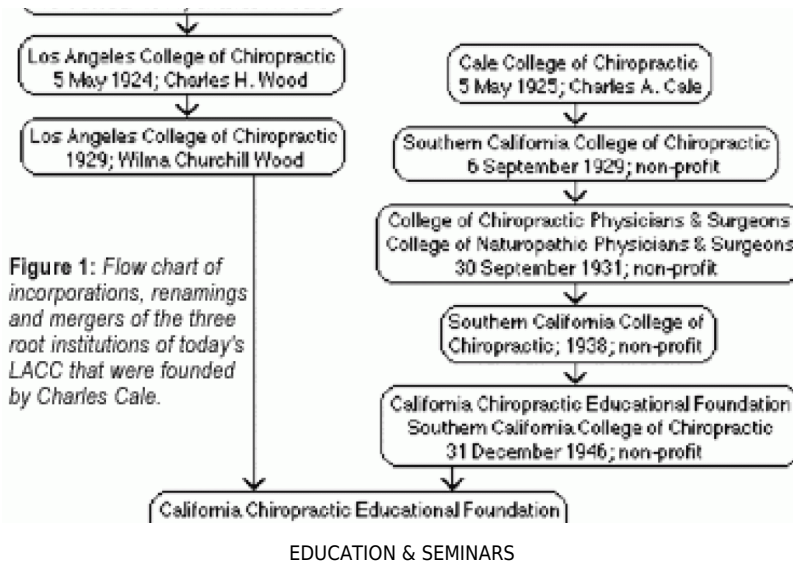 Los Angeles College of Chiropractic
5 May 1924; Charles H. Wood
Los Angeles College of Chiropractic
1929; Wilma Churchill Wood
Cale College of Chiropractic
5 May 1925; Charles A. Cale
Southern California College of Chiropractic
6 September 1929; non-profit
College of Chiropractic Physicians & Surgeons
College of Naturopathic Physicians & Surgeons
30 September 1931; non-profit
Southern California College of
Chiropractic; 1938; non-profit
California Chiropractic Educational Foundation
Southern California College of Chiropractic
31 December 1946; non-profit
Figure 1: Flow chart of
incorporations, renamings
and mergers of the three
root institutions of today's
LACC that were founded
by Charles Cale.
California Chiropractic Educational Foundation
EDUCATION & SEMINARS